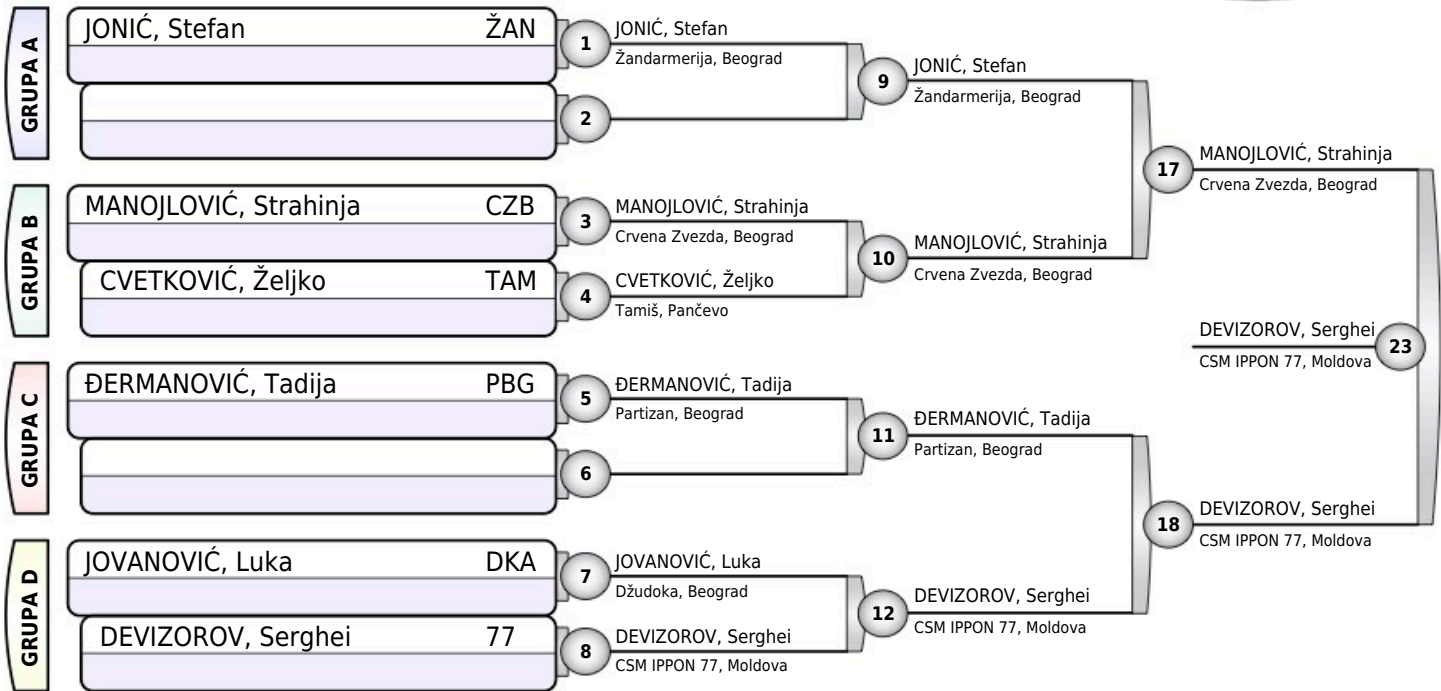 GRUPA A
JONIĆ, Stefan ŽAN
1
JONIĆ, Stefan
Žandarmerija, Beograd
2
9
JONIĆ, Stefan
Žandarmerija, Beograd
GRUPA B
MANOJLOVIĆ, Strahinja CZB
3
MANOJLOVIĆ, Strahinja
Crvena Zvezda, Beograd
CVETKOVIĆ, Željko TAM
4
CVETKOVIĆ, Željko
Tamiš, Pančevo
10
MANOJLOVIĆ, Strahinja
Crvena Zvezda, Beograd
17
MANOJLOVIĆ, Strahinja
Crvena Zvezda, Beograd
GRUPA C
ĐERMANOVIĆ, Tadija PBG
5
ĐERMANOVIĆ, Tadija
Partizan, Beograd
6
11
ĐERMANOVIĆ, Tadija
Partizan, Beograd
GRUPA D
JOVANOVIĆ, Luka DKA
7
JOVANOVIĆ, Luka
Džudoka, Beograd
DEVIZOROV, Serghei 77
8
DEVIZOROV, Serghei
CSM IPPON 77, Moldova
12
DEVIZOROV, Serghei
CSM IPPON 77, Moldova
18
DEVIZOROV, Serghei
CSM IPPON 77, Moldova
DEVIZOROV, Serghei
CSM IPPON 77, Moldova
23